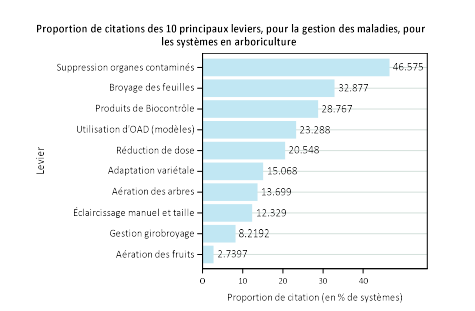 Proportion de citations des 10 principaux leviers, pour la gestion des maladies, pour
les systèmes en arboriculture
Levier
Suppression organes contaminés 46.575
Broyage des feuilles 32.877
Produits de Biocontrôle 28.767
Utilisation d'OAD (modèles) 23.288
Réduction de dose 20.548
Adaptation variétale 15.068
Aération des arbres 13.699
Éclaircissage manuel et taille 12.329
Gestion girobroyage 8.2192
Aération des fruits 2.7397
0 10 20 30 40
Proportion de citation (en % de systèmes)